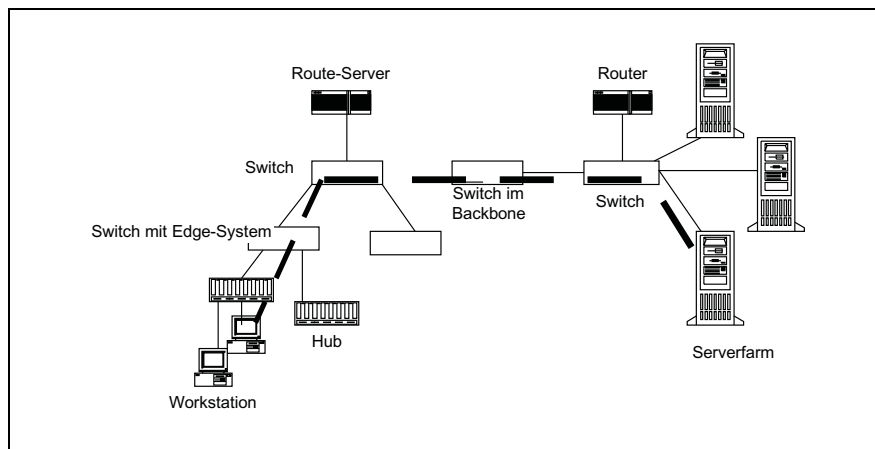 Route-Server
Router
Switch
Switch im
Backbone
Switch
Switch mit Edge-System
Hub
Serverfarm
Workstation